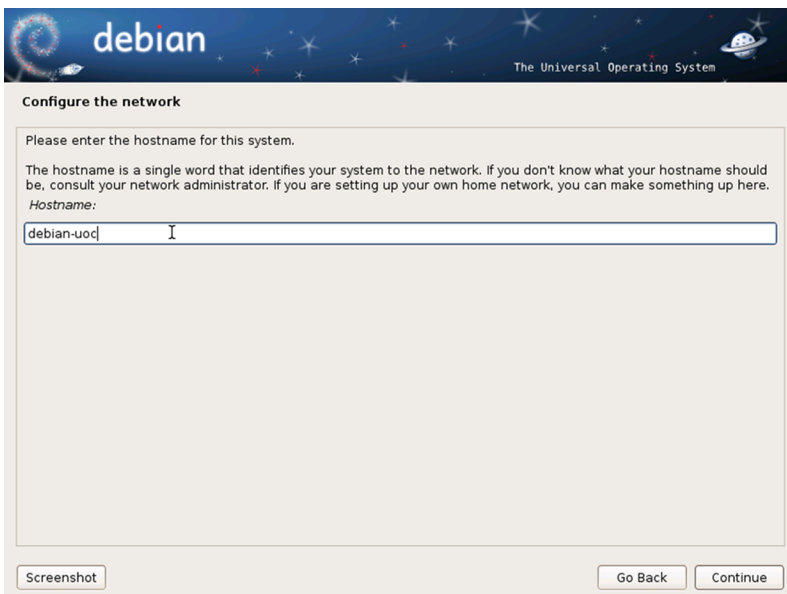 debian
The Universal Operating System
Configure the network
Please enter the hostname for this system.
The hostname is a single word that identifies your system to the network. If you don't know what your hostname should
be, consult your network administrator. If you are setting up your own home network, you can make something up here.
Hostname:
debian-uoc
Screenshot
Go Back
Continue